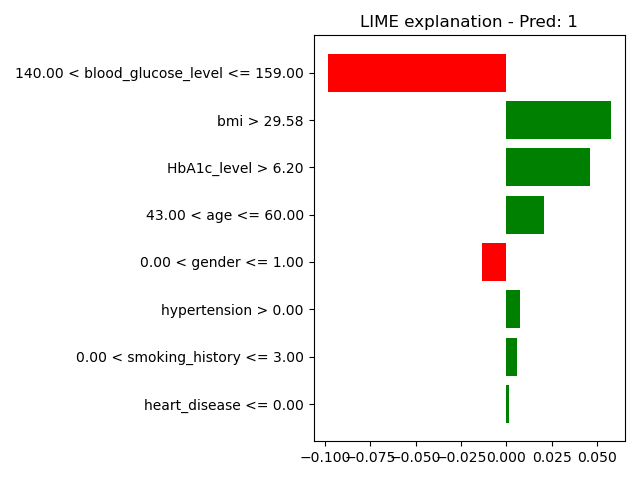 LIME explanation - Pred: 1
140.00 < blood_glucose_level <= 159.00
bmi > 29.58
HbA1c_level > 6.20
43.00 < age <= 60.00
0.00 < gender <= 1.00
hypertension > 0.00
0.00 < smoking_history <= 3.00
heart_disease <= 0.00
−0.100 −0.075 −0.050 −0.025 0.000 0.025 0.050